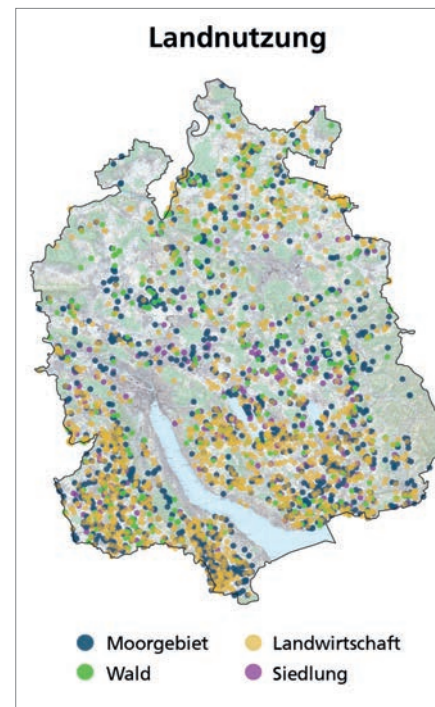 Landnutzung
Moorgebiet
Landwirtschaft
Wald
Siedlung